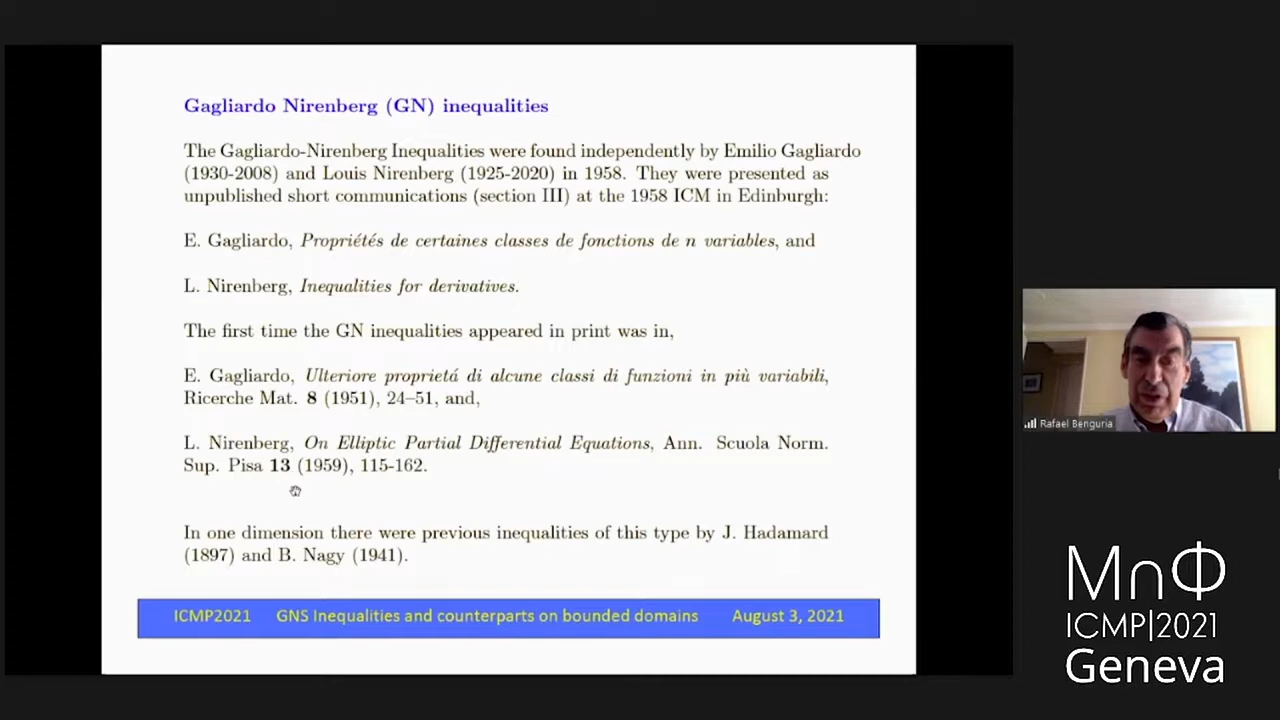 Gagliardo Nirenberg (GN) inequalities
The Gagliardo-Nirenberg Inequalities were found independently by Emilio Gagliardo
(1930-2008) and Louis Nirenberg (1925-2020) in 1958. They were presented as
unpublished short communications (section III) at the 1958 ICM in Edinburgh:
E. Gagliardo, Propriétés de certaines classes de fonctions de n variables, and
L. Nirenberg, Inequalities for derivatives.
The first time the GN inequalities appeared in print was in,
E. Gagliardo, Ulteriore proprietá di alcune classi di funzioni in più variabili,
Ricerche Mat. 8 (1951), 24–51, and,
L. Nirenberg, On Elliptic Partial Differential Equations, Ann. Scuola Norm.
Sup. Pisa 13 (1959), 115-162.
In one dimension there were previous inequalities of this type by J. Hadamard
(1897) and B. Nagy (1941).
ICMP2021 GNS Inequalities and counterparts on bounded domains August 3, 2021
Rafael Benguria
M∩Φ
ICMP|2021
Geneva